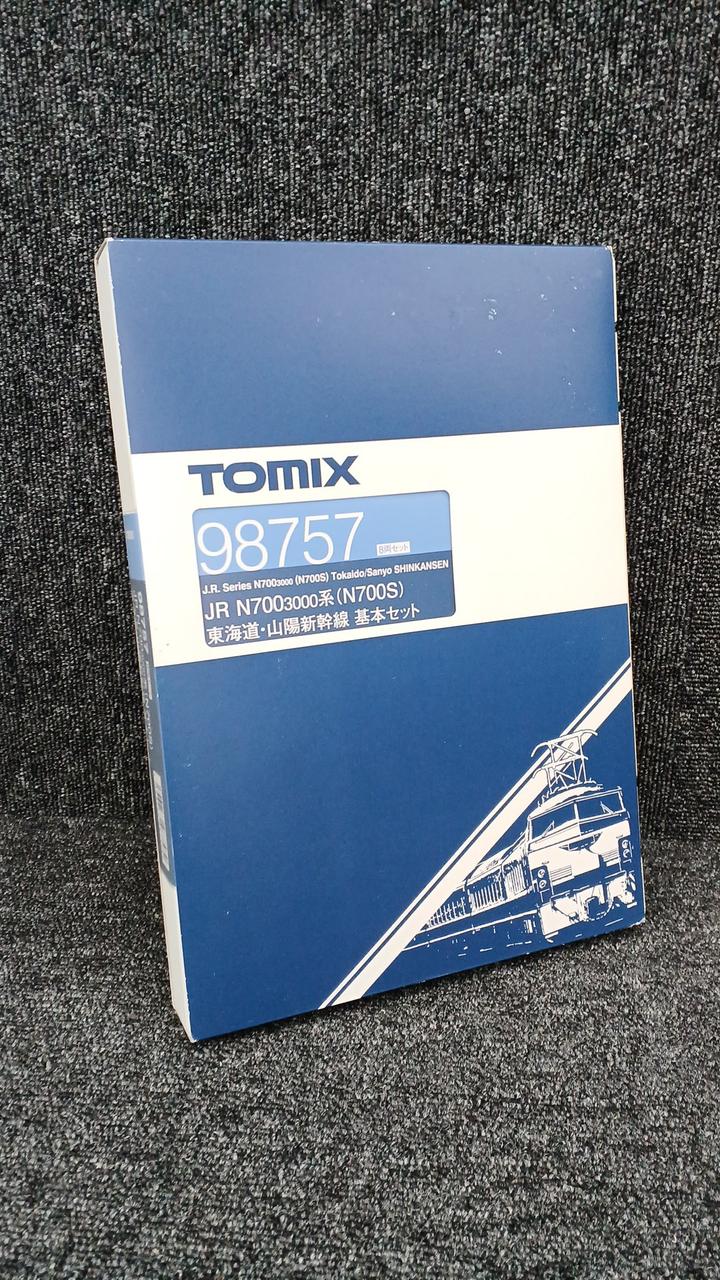 TOMIX
98757
8両セット
J.R. Series N7003000 (N700S) Tokaido/Sanyo SHINKANSEN
JR N7003000系(N700S)
東海道・山陽新幹線 基本セット
98757